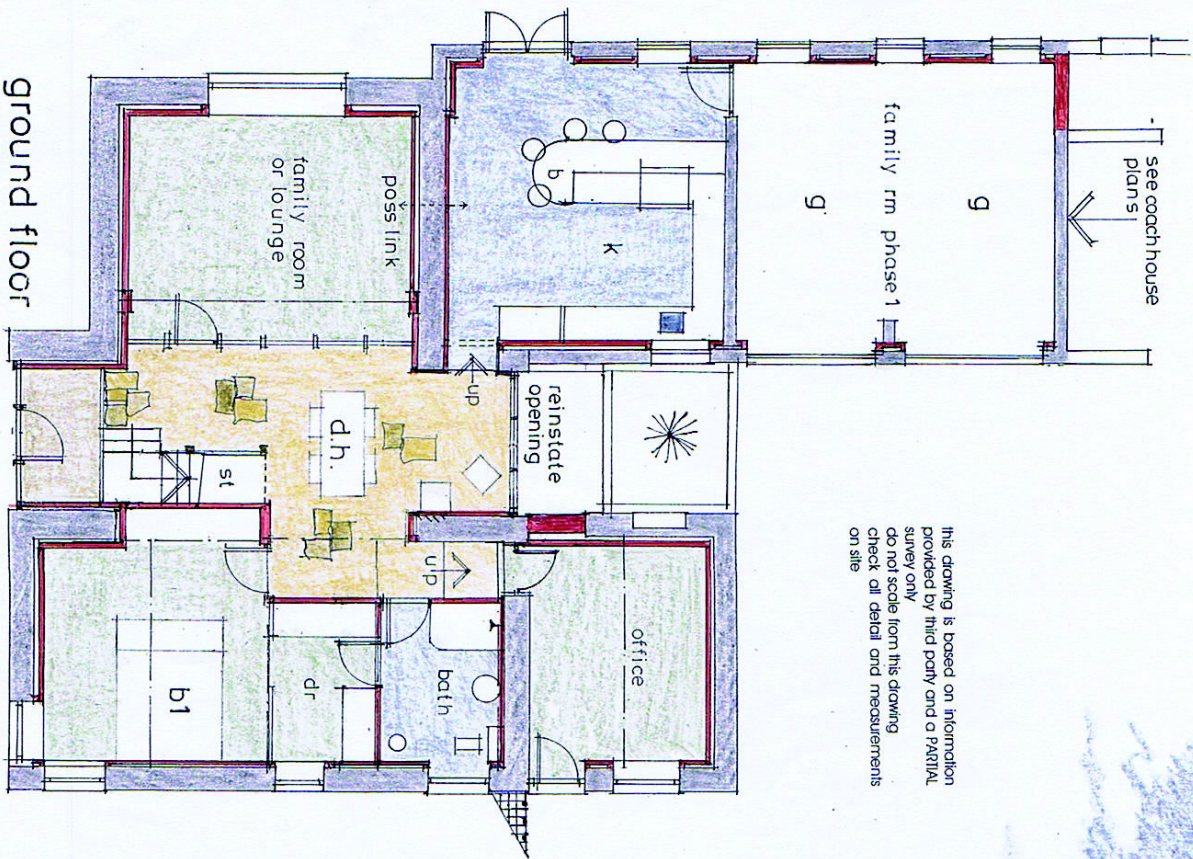 see coach house
plans
g
family rm phase 1
g
b
k
poss link
family room
or lounge
ground floor
up
reinstate
opening
d.h.
st
up
office
bath
dr
b1
this drawing is based on information
provided by third party and a PARTIAL
survey only
do not scale from this drawing
check all detail and measurements
on site